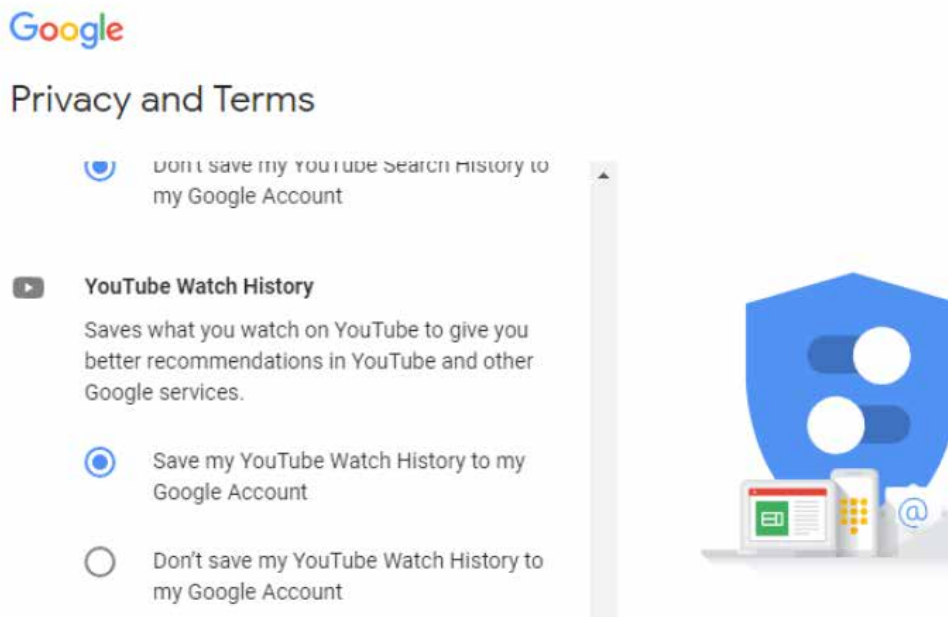 Google
Privacy and Terms
Don't save my YouTube Search History to
my Google Account
YouTube Watch History
Saves what you watch on YouTube to give you
better recommendations in YouTube and other
Google services.
Save my YouTube Watch History to my
Google Account
Don't save my YouTube Watch History to
my Google Account
@